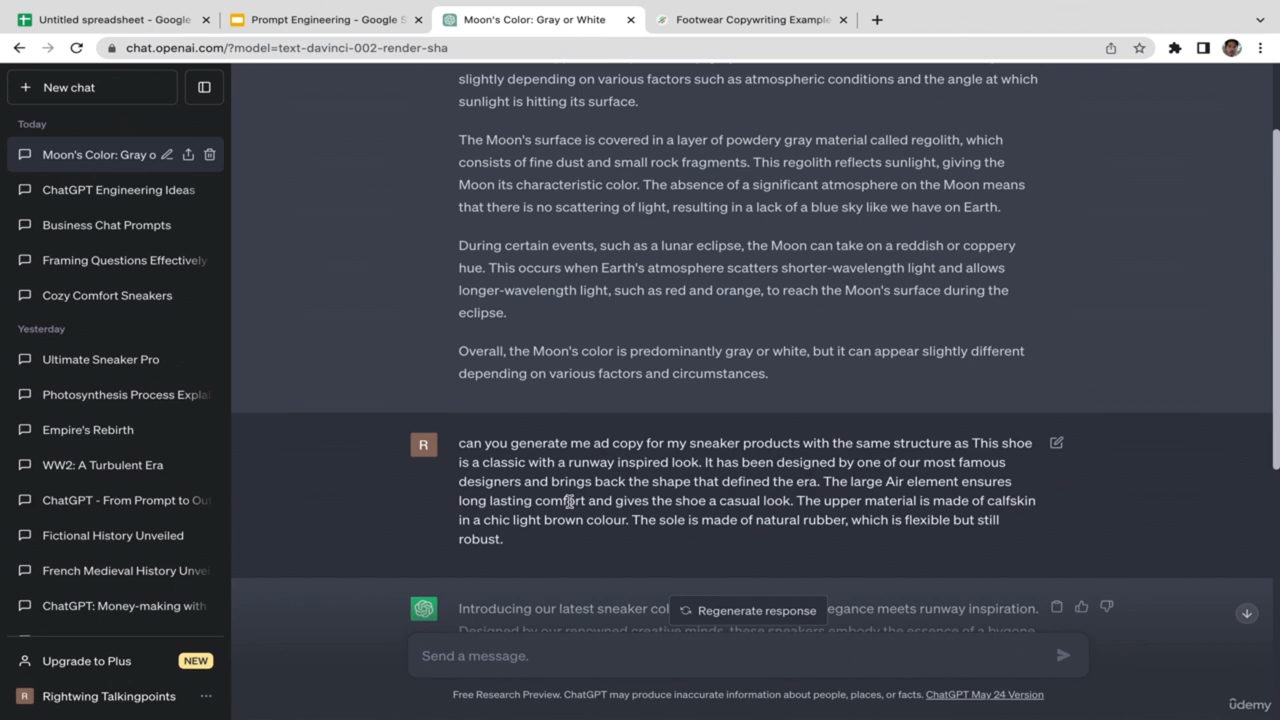 Untitled spreadsheet - Google
Prompt Engineering - Google S
Moon's Color: Gray or White
Footwear Copywriting Example
chat.openai.com/?model=text-davinci-002-render-sha
New chat
Today
Moon's Color: Gray o
ChatGPT Engineering Ideas
Business Chat Prompts
Framing Questions Effectively
Cozy Comfort Sneakers
Yesterday
Ultimate Sneaker Pro
Photosynthesis Process Expla
Empire's Rebirth
WW2: A Turbulent Era
ChatGPT - From Prompt to Out
Fictional History Unveiled
French Medieval History Unve
ChatGPT: Money-making with
Upgrade to Plus
NEW
R
Rightwing Talkingpoints
slightly depending on various factors such as atmospheric conditions and the angle at which
sunlight is hitting its surface.
The Moon's surface is covered in a layer of powdery gray material called regolith, which
consists of fine dust and small rock fragments. This regolith reflects sunlight, giving the
Moon its characteristic color. The absence of a significant atmosphere on the Moon means
that there is no scattering of light, resulting in a lack of a blue sky like we have on Earth.
During certain events, such as a lunar eclipse, the Moon can take on a reddish or coppery
hue. This occurs when Earth's atmosphere scatters shorter-wavelength light and allows
longer-wavelength light, such as red and orange, to reach the Moon's surface during the
eclipse.
Overall, the Moon's color is predominantly gray or white, but it can appear slightly different
depending on various factors and circumstances.
R
can you generate me ad copy for my sneaker products with the same structure as This shoe
is a classic with a runway inspired look. It has been designed by one of our most famous
designers and brings back the shape that defined the era. The large Air element ensures
long lasting comfort and gives the shoe a casual look. The upper material is made of calfskin
in a chic light brown colour. The sole is made of natural rubber, which is flexible but still
robust.
Introducing our latest sneaker col
egance meets runway inspiration.
Designed by our renowned creative minds, these sneakers embody the essence of a bygone
Regenerate response
Send a message.
Free Research Preview. ChatGPT may produce inaccurate information about people, places, or facts. ChatGPT May 24 Version
ûdemy